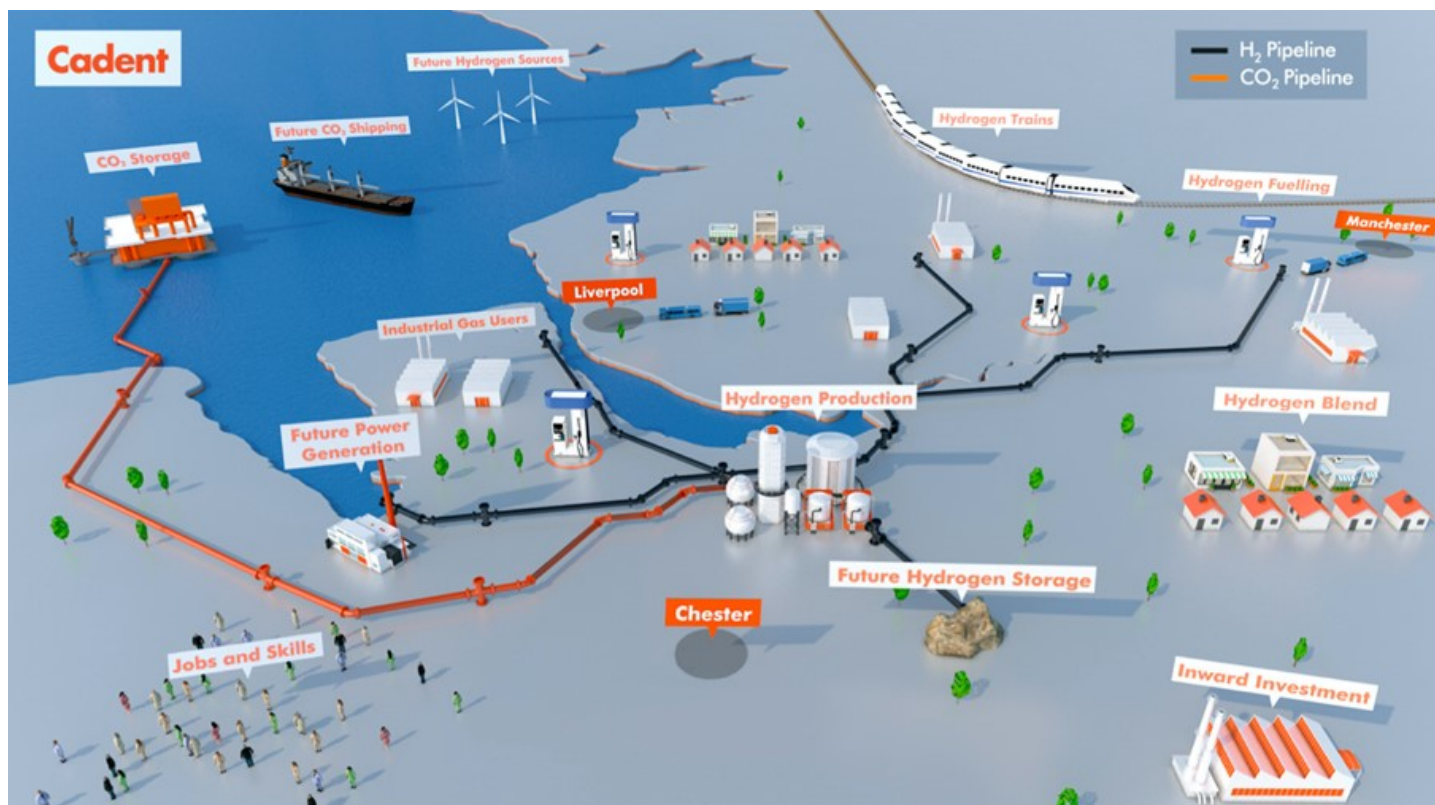 Cadent
Future Hydrogen Sources
H₂ Pipeline
CO₂ Pipeline
Future CO₂ Shipping
Hydrogen Trains
CO₂ Storage
Hydrogen Fuelling
Manchester
Liverpool
Industrial Gas Users
Hydrogen Production
Hydrogen Blend
Future Power
Generation
Future Hydrogen Storage
Chester
Jobs and Skills
Inward Investment